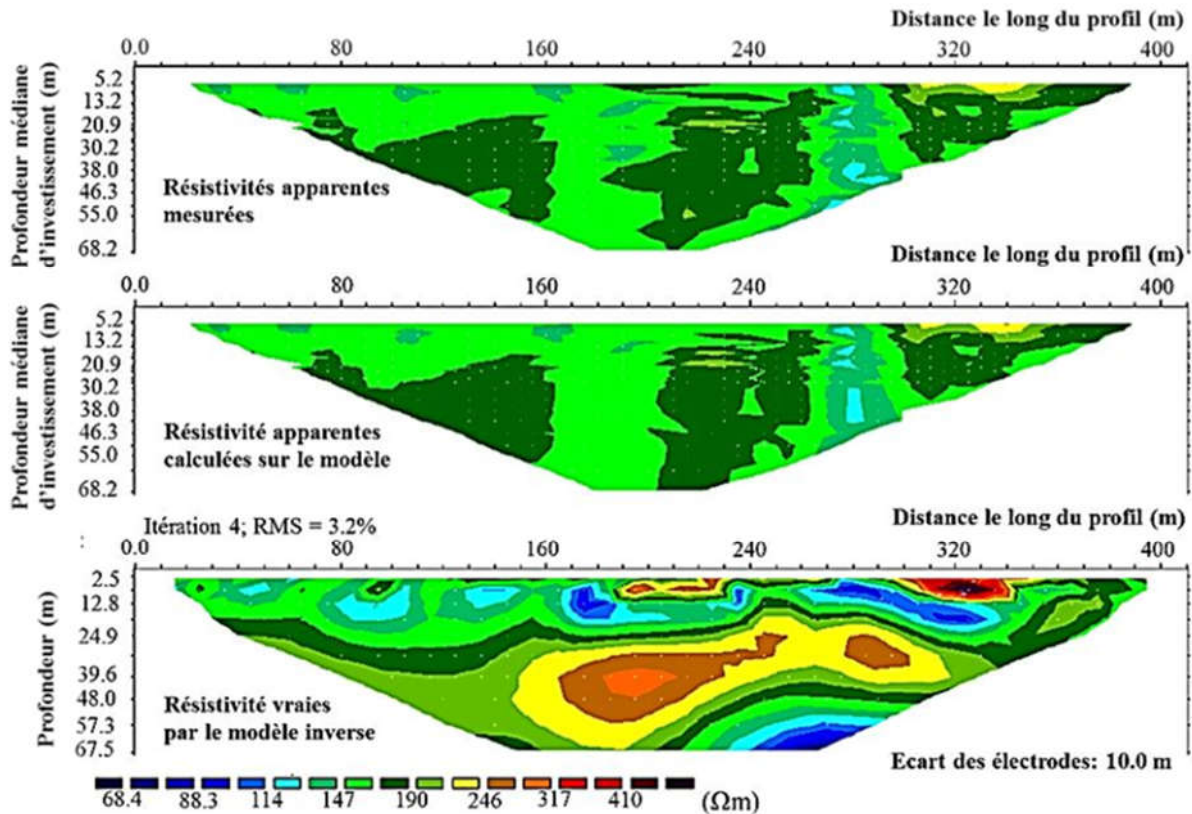 Distance le long du profil (m)
0.0 80 160 240 320 400
Profondeur médiane
d'investissement (m)
5.2
13.2
20.9
30.2
38.0
46.3
55.0
68.2
Résistivités apparentes
mesurées
Distance le long du profil (m)
0.0 80 160 240 320 400
Profondeur médiane
d'investissement (m)
5.2
13.2
20.9
30.2
38.0
46.3
55.0
68.2
Résistivité apparentes
calculées sur le modèle
Itération 4; RMS = 3.2%
Distance le long du profil (m)
:
0.0 80 160 240 320 400
Profondeur (m)
2.5
12.8
24.9
39.6
48.0
57.3
67.5
Résistivité vraies
par le modèle inverse
Ecart des électrodes: 10.0 m
68.4 88.3 114 147 190 246 317 410 (Ωm)